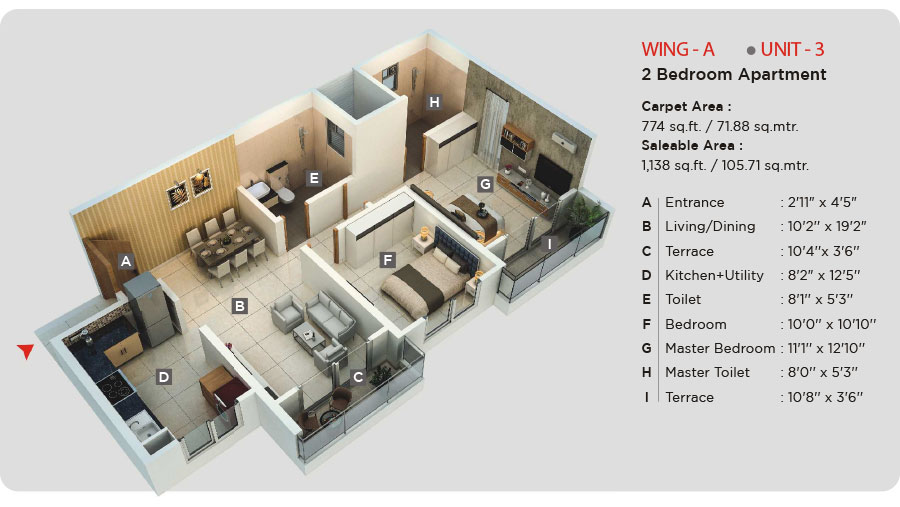 WING - A ● UNIT - 3
2 Bedroom Apartment
Carpet Area :
774 sq.ft. / 71.88 sq.mtr.
Saleable Area :
1,138 sq.ft. / 105.71 sq.mtr.
A Entrance : 2'11" x 4'5"
B Living/Dining : 10'2" x 19'2"
C Terrace : 10'4"x 3'6"
D Kitchen+Utility : 8'2" x 12'5"
E Toilet : 8'1" x 5'3"
F Bedroom : 10'0" x 10'10"
G Master Bedroom : 11'1" x 12'10"
H Master Toilet : 8'0" x 5'3"
I Terrace : 10'8" x 3'6"
H
E
G
I
A
F
B
C
D